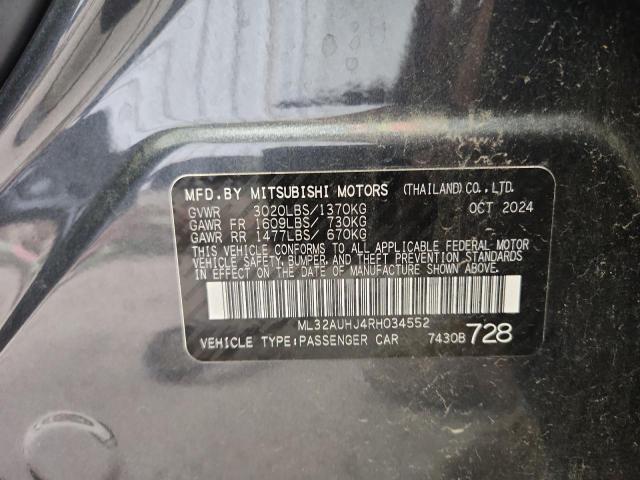 MFD.BY MITSUBISHI MOTORS (THAILAND)CO.,LTD.
GVWR 3020LBS/1370KG OCT 2024
GAWR FR 1609LBS/ 730KG
GAWR RR 1477LBS/ 670KG
THIS VEHICLE CONFORMS TO ALL APPLICABLE FEDERAL MOTOR
VEHICLE SAFETY, BUMPER, AND THEFT PREVENTION STANDARDS
IN EFFECT ON THE DATE OF MANUFACTURE SHOWN ABOVE.
ML32AUHJ4RH034552
VEHICLE TYPE:PASSENGER CAR 7430B 728